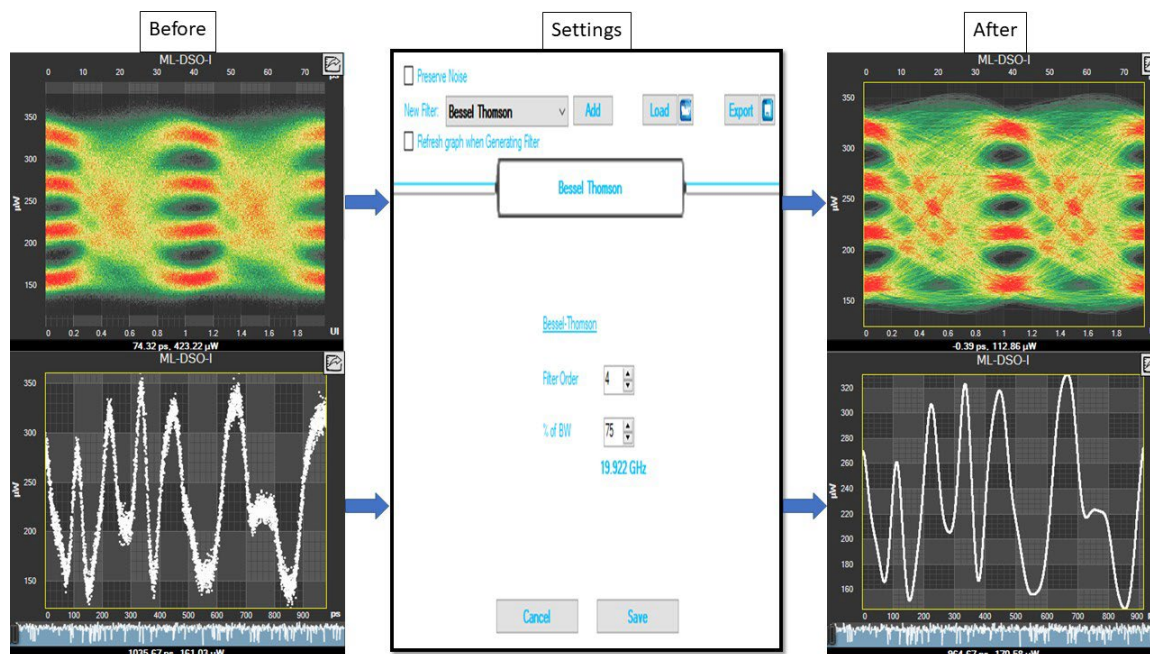 Before
Settings
After
ML-DSO-I
0 10 20 30 40 50 60 70
350
300
250
200
150
µW
0 0.2 0.4 0.6 0.8 1 1.2 1.4 1.6 1.8 UI
74.32 ps, 423.22 µW
ML-DSO-I
350
300
250
200
150
µW
0 100 200 300 400 500 600 700 800 900 ps
1035.67 ps, 161.03 µW
Preserve Noise
New Filter: Bessel Thomson Add Load Export
Refresh graph when Generating Filter
Bessel Thomson
Bessel-Thomson
Filter Order 4
% of BW 75
19.922 GHz
Cancel Save
ML-DSO-I
0 10 20 30 40 50 60 70
350
300
250
200
150
µW
0 0.2 0.4 0.6 0.8 1 1.2 1.4 1.6 1.8
-0.39 ps, 112.86 µW
ML-DSO-I
320
300
280
260
240
220
200
180
160
µW
0 100 200 300 400 500 600 700 800 900